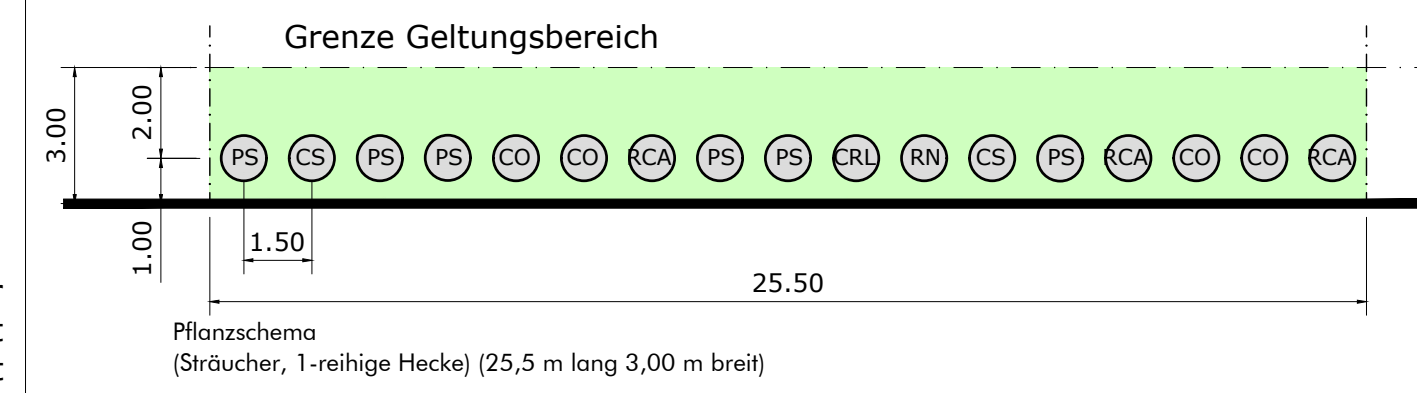 Grenze Geltungsbereich
3.00
2.00
PS CS PS PS CO CO RCA PS PS CRL RN CS PS RCA CO CO RCA
1.00
1.50
25.50
Pflanzschema
(Sträucher, 1-reihige Hecke) (25,5 m lang 3,00 m breit)